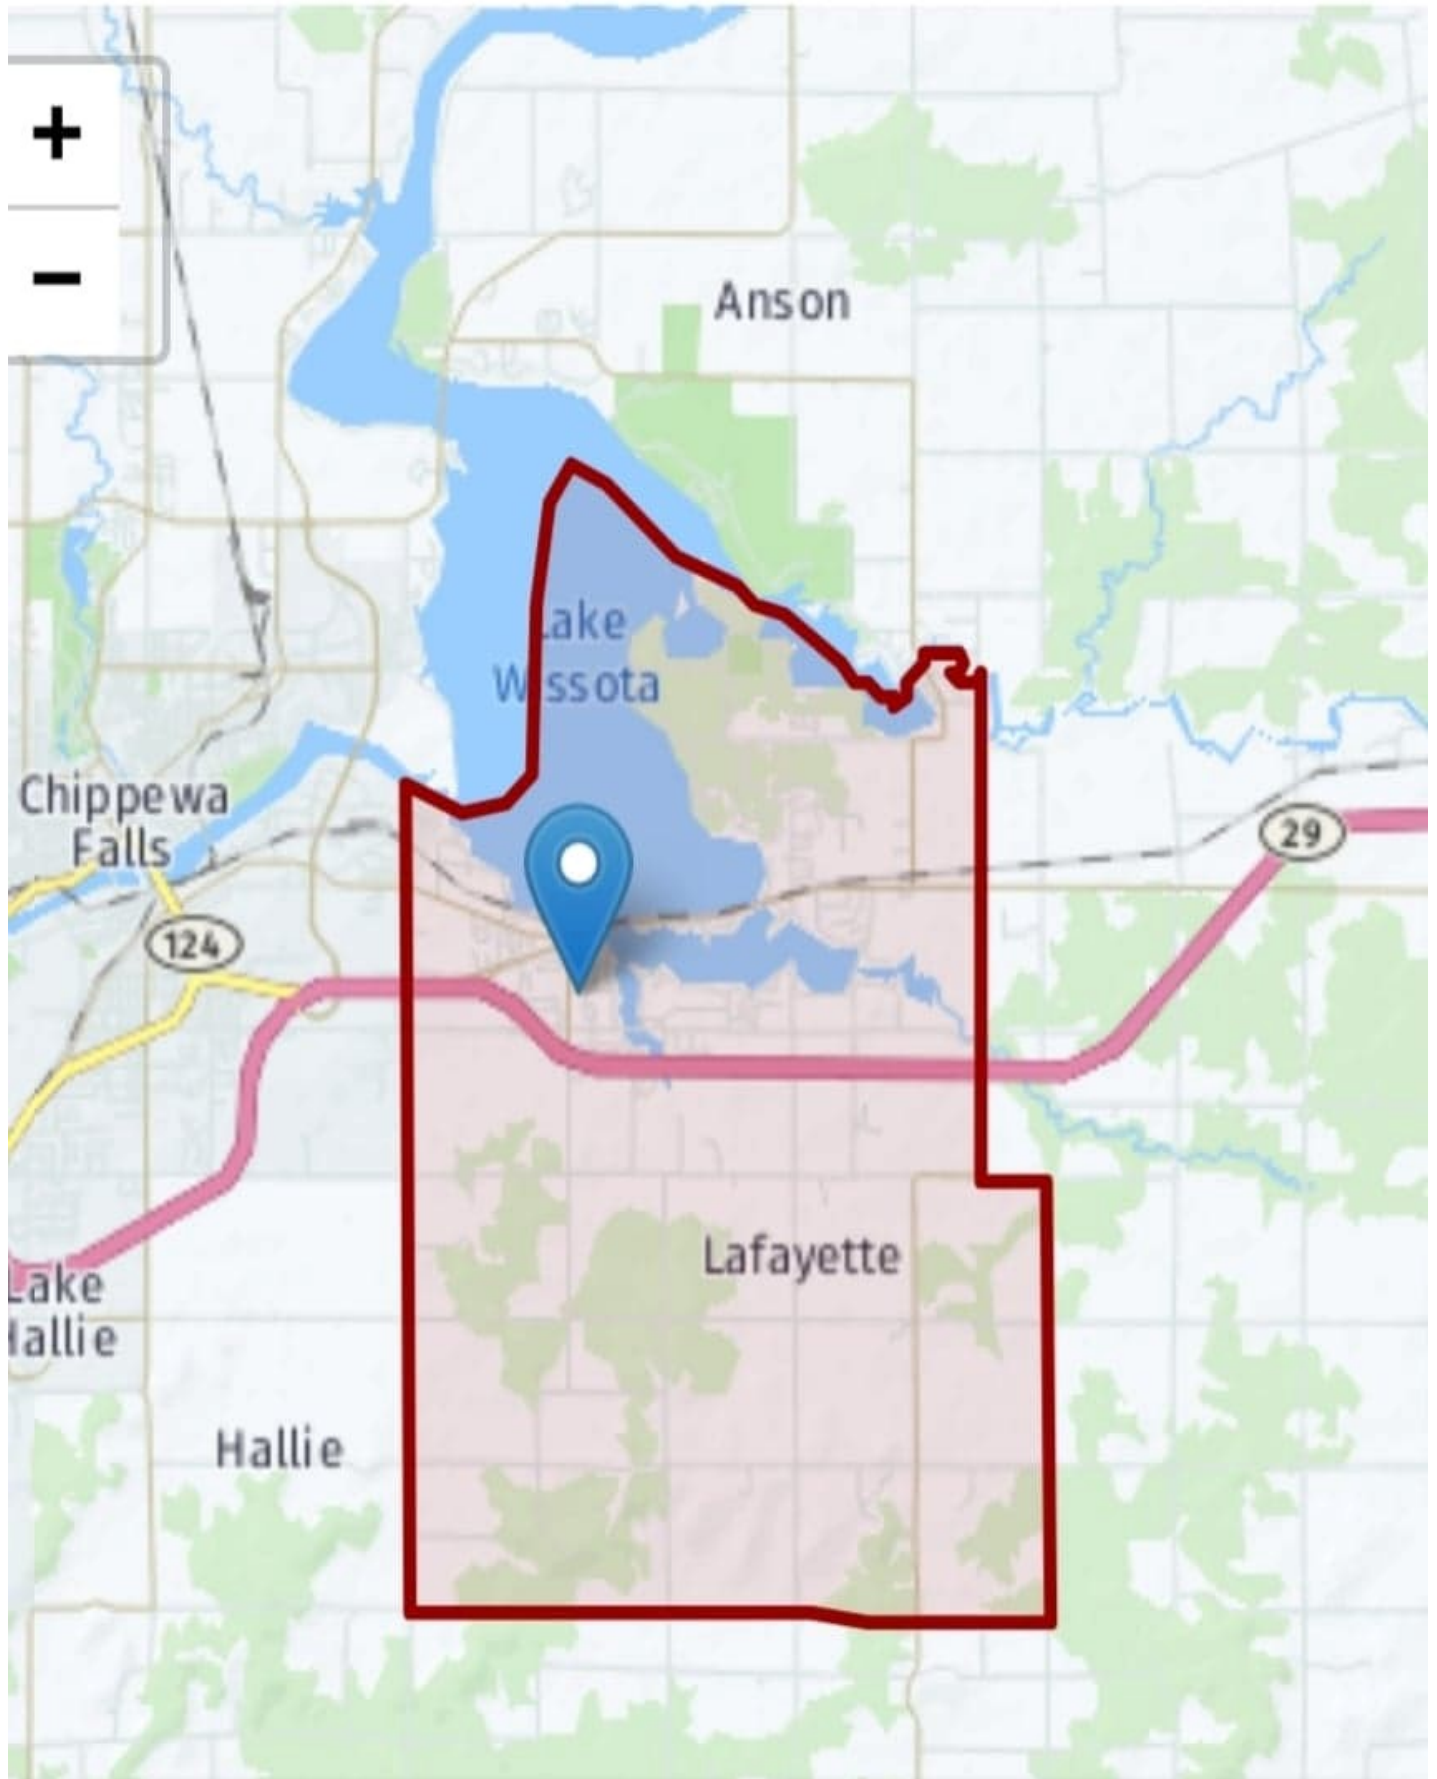 +
−
Anson
Lake
Wissota
Chippewa
Falls
29
124
Lafayette
Lake
Hallie
Hallie